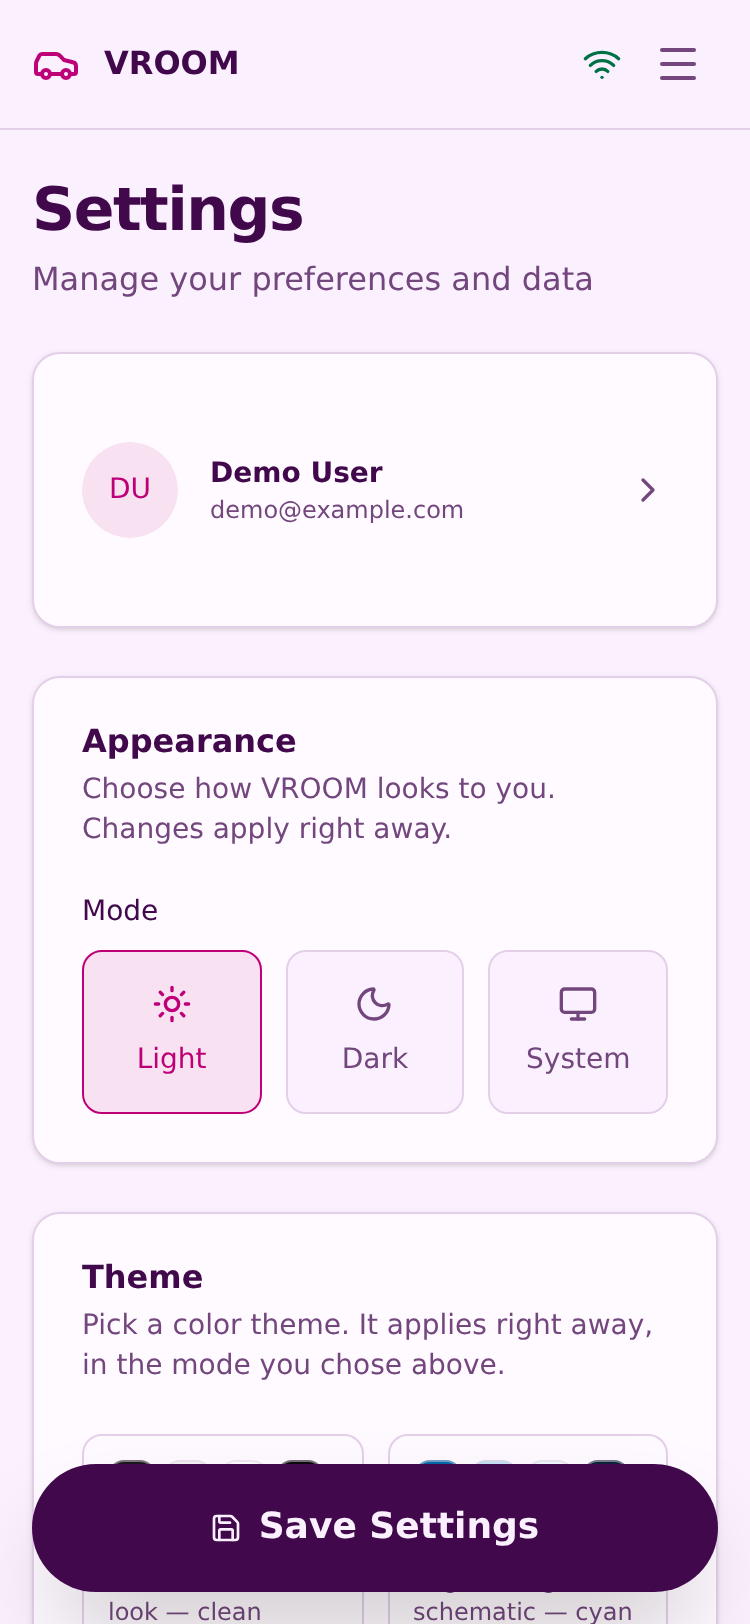 VROOM
Settings
Manage your preferences and data
DU
Demo User
demo@example.com
Appearance
Choose how VROOM looks to you.
Changes apply right away.
Mode
Light
Dark
System
Theme
Pick a color theme. It applies right away,
in the mode you chose above.
Save Settings
look — clean
schematic — cyan